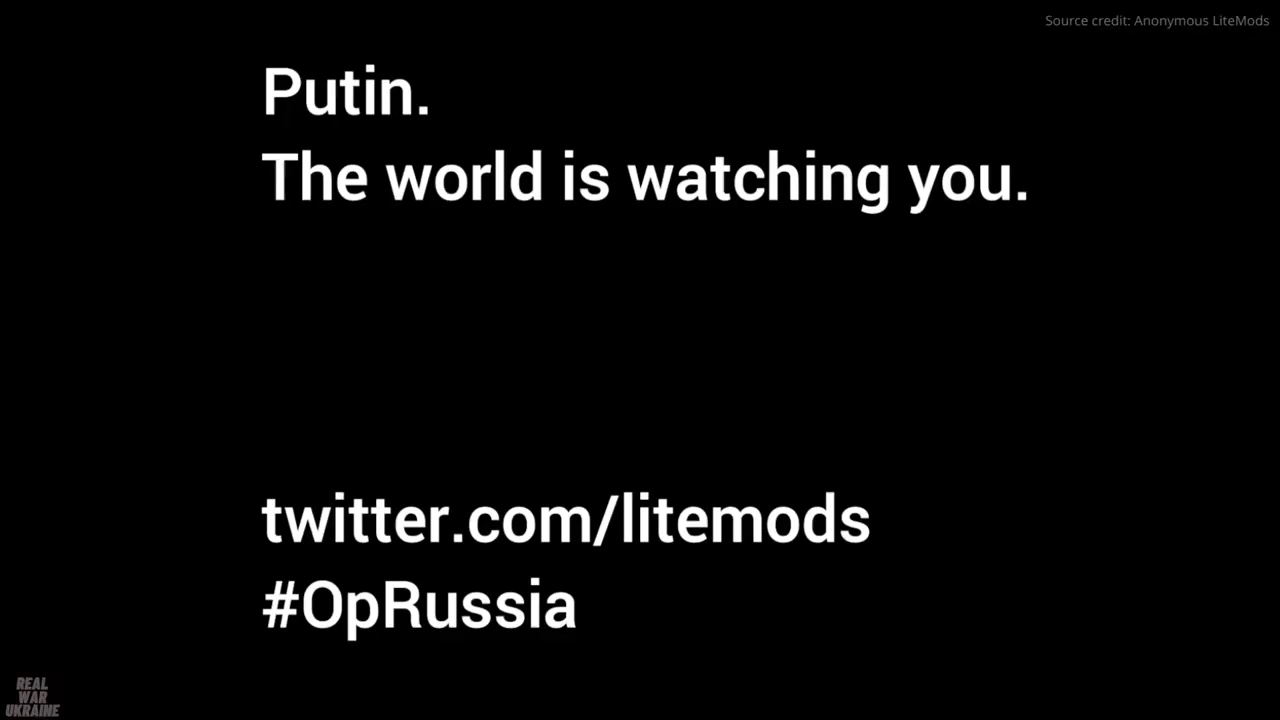 Source credit: Anonymous LiteMods
Putin.
The world is watching you.
twitter.com/litemods
#OpRussia
REAL
WAR
UKRAINE